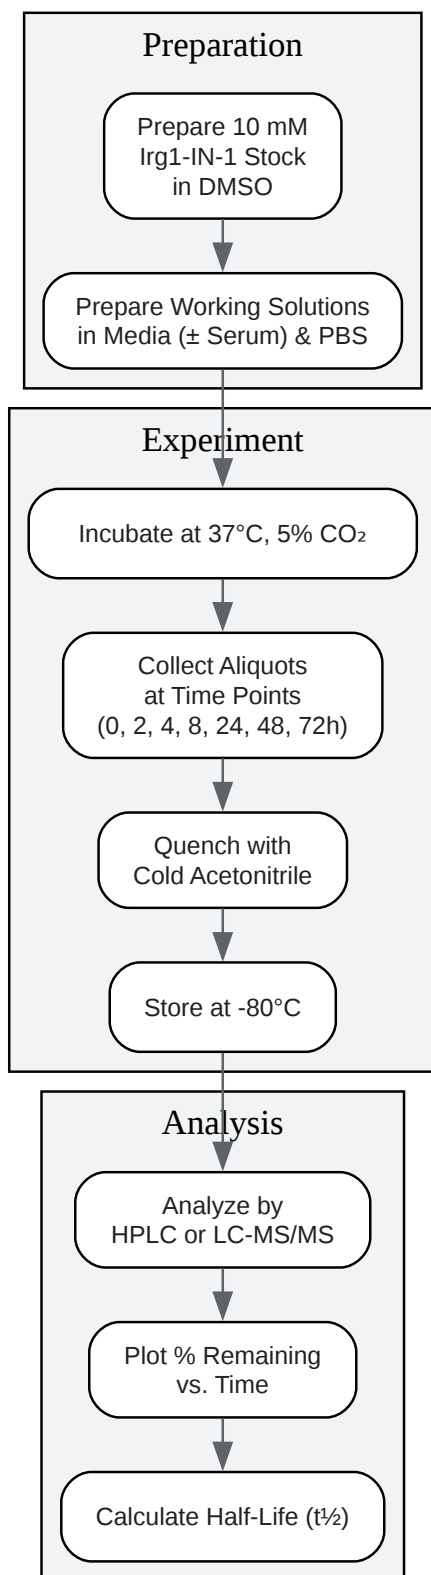 Preparation
Prepare 10 mM
Irg1-IN-1 Stock
in DMSO
Prepare Working Solutions
in Media (± Serum) & PBS
Experiment
Incubate at 37°C, 5% CO₂
Collect Aliquots
at Time Points
(0, 2, 4, 8, 24, 48, 72h)
Quench with
Cold Acetonitrile
Store at -80°C
Analysis
Analyze by
HPLC or LC-MS/MS
Plot % Remaining
vs. Time
Calculate Half-Life (t½)